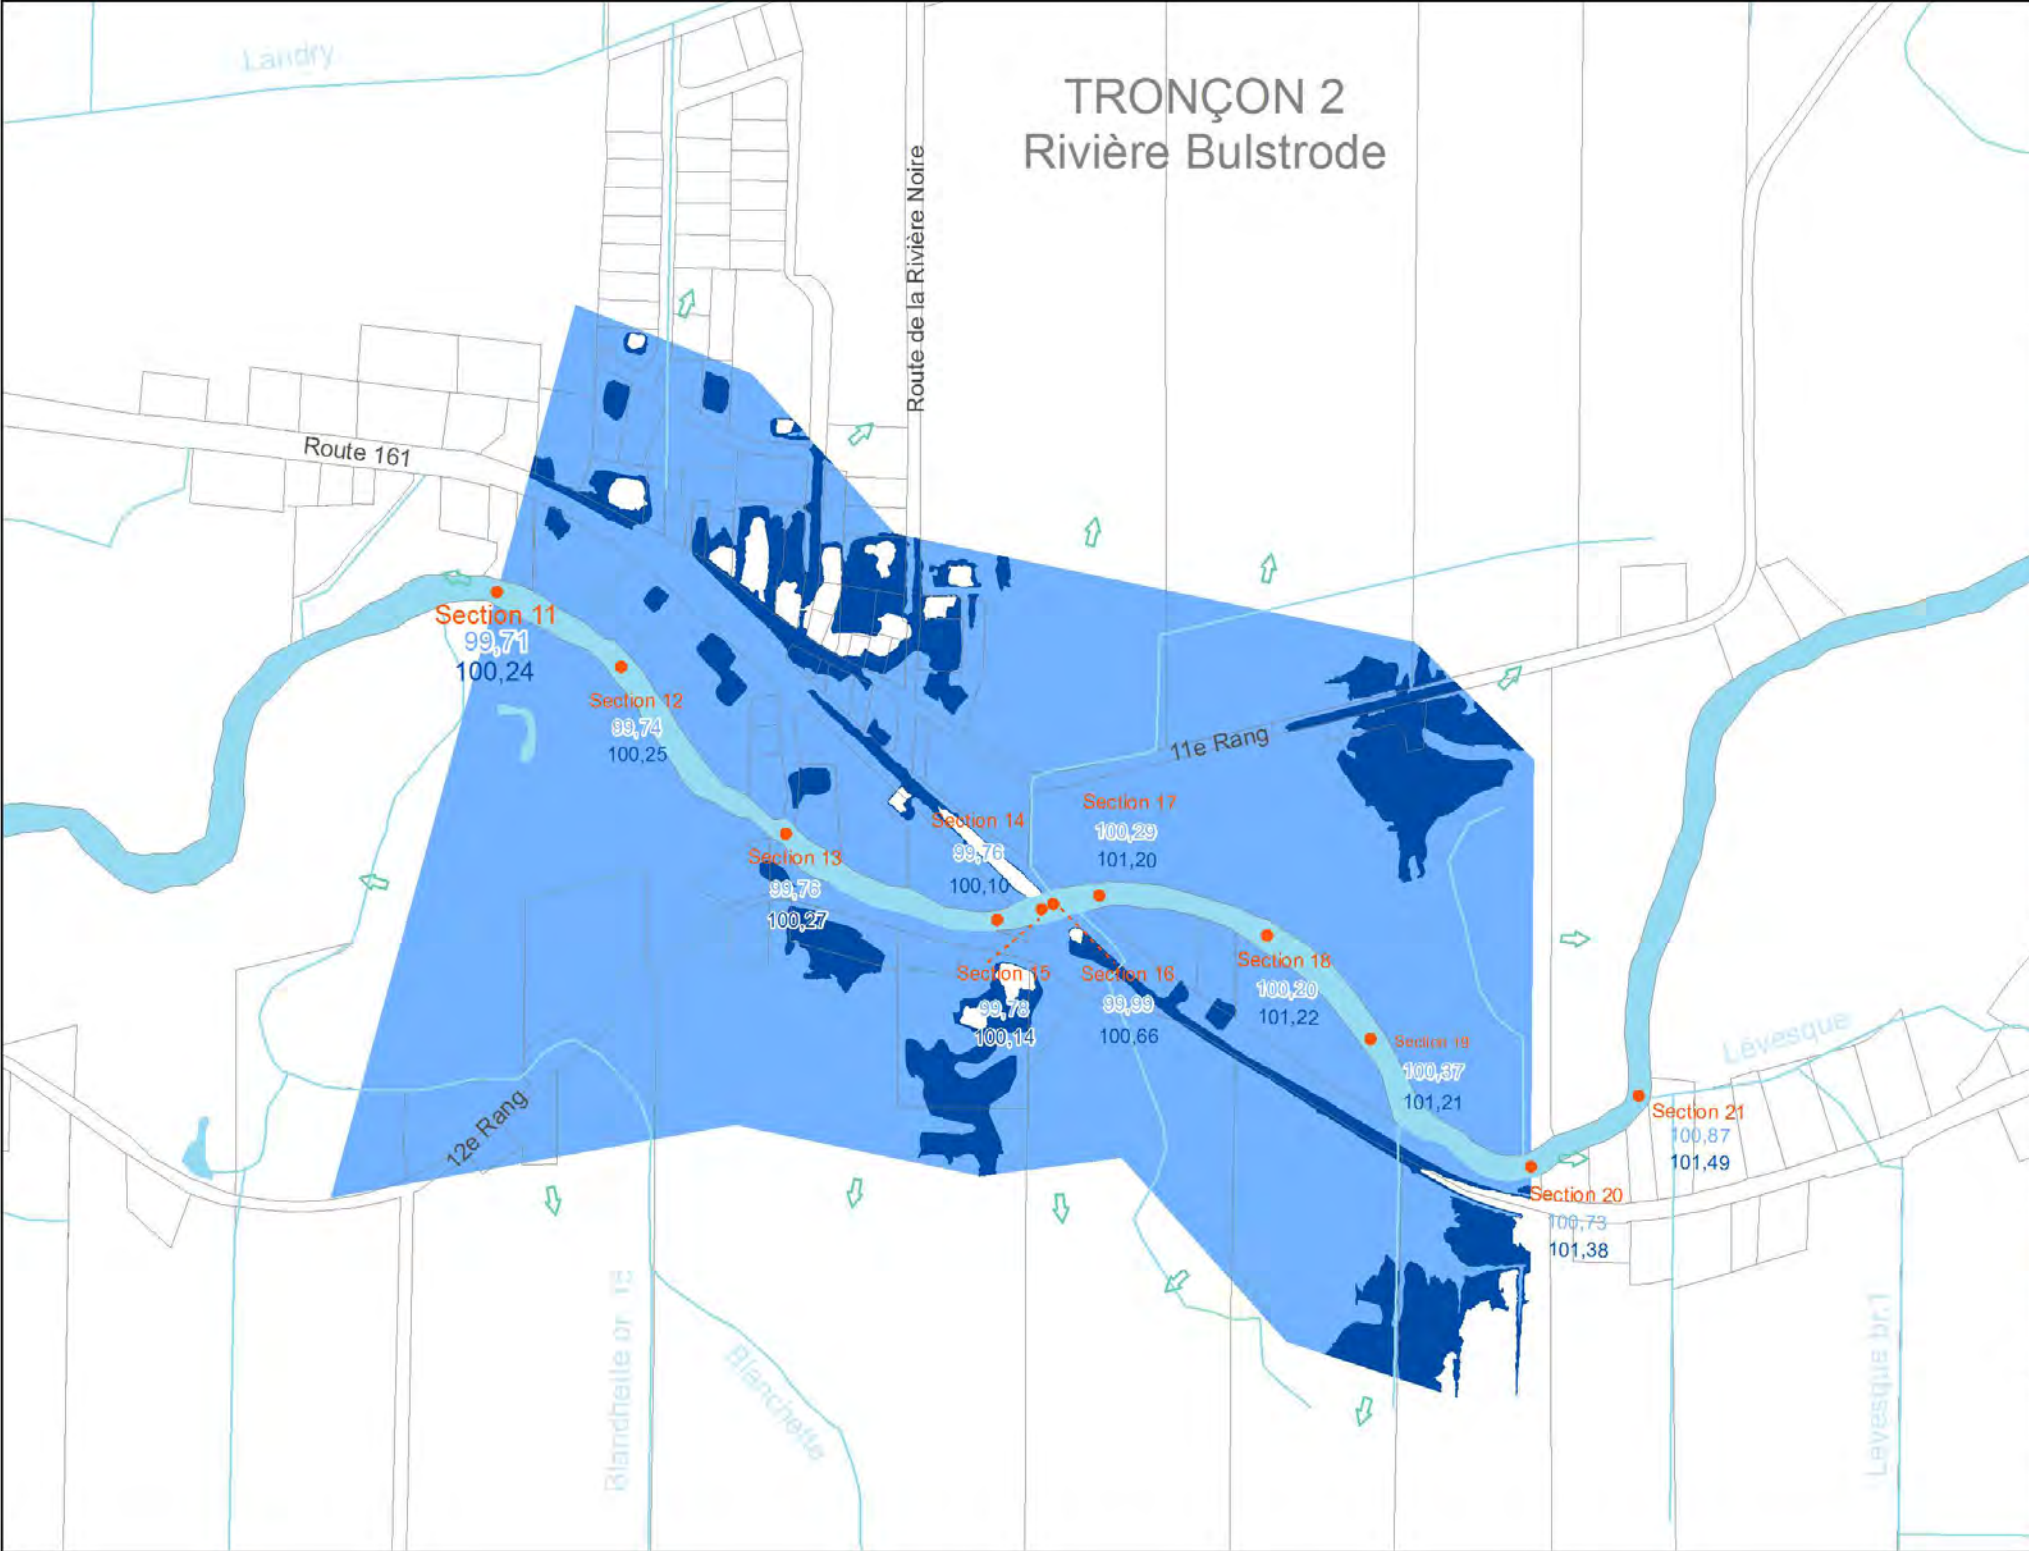 Landry
TRONÇON 2
Rivière Bulstrode
Route de la Rivière Noire
Route 161
Section 11
99,71
100,24
Section 12
99,74
100,25
11e Rang
Section 13
99,76
100,27
Section 14
99,76
100,10
Section 17
100,29
101,20
Section 15
99,78
100,14
Section 16
99,99
100,66
Section 18
100,20
101,22
Section 19
100,37
101,21
Lévesque
Section 21
100,87
101,49
Section 20
100,73
101,38
12e Rang
Blanchette
Lévesque br.1